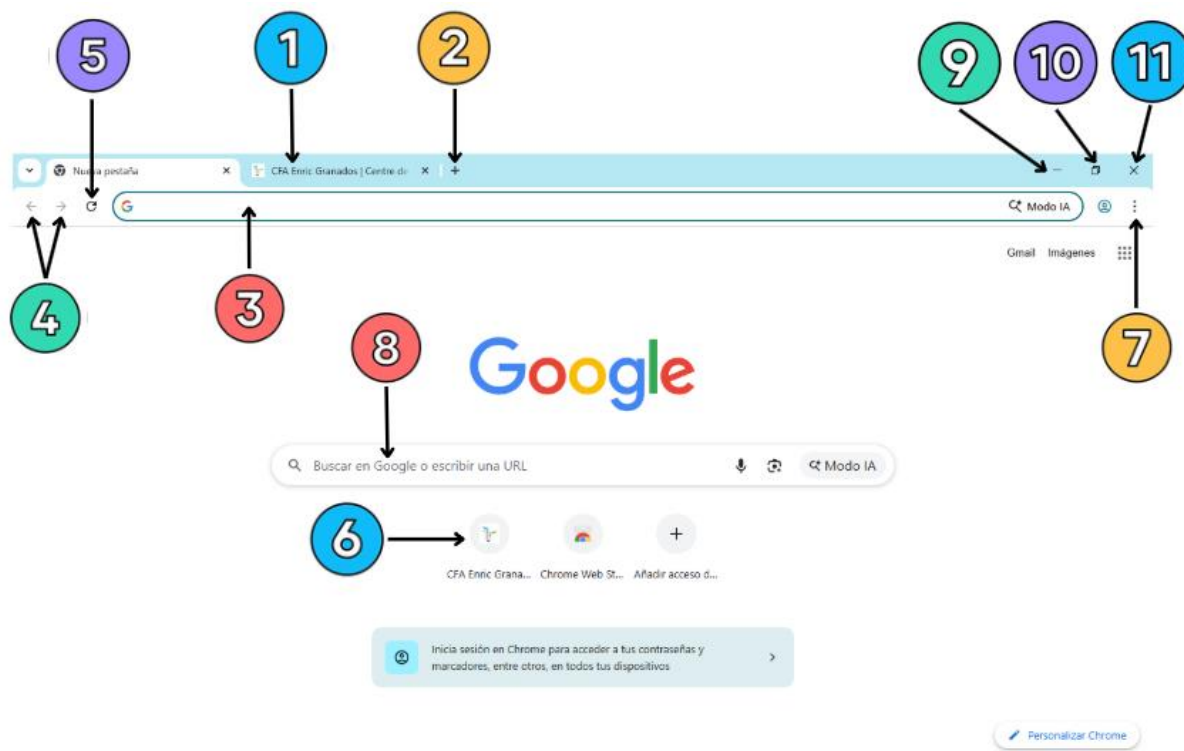 5
1
2
9
10
11
Nueva pestaña
CFA Enric Granados | Centre de
Modo IA
Gmail Imágenes
4
3
7
8
Google
Buscar en Google o escribir una URL
Modo IA
6
CFA Enric Grana...
Chrome Web St...
Añadir acceso d...
Inicia sesión en Chrome para acceder a tus contraseñas y
marcadores, entre otros, en todos tus dispositivos
Personalizar Chrome